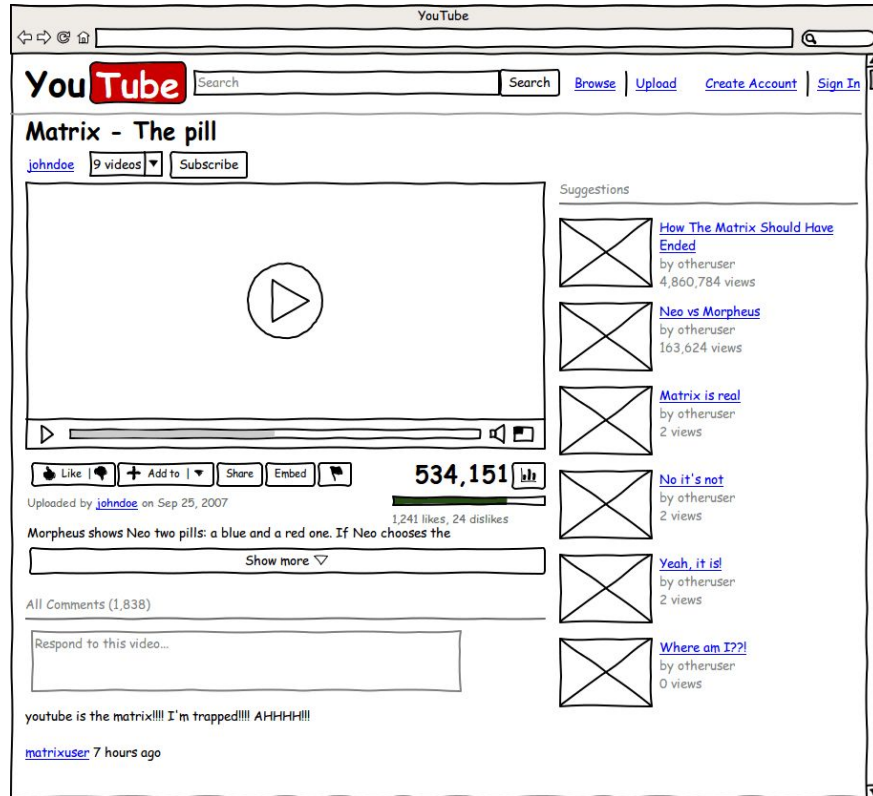 YouTube
YouTube Search Search Browse Upload Create Account Sign In
Matrix - The pill
johndoe 9 videos Subscribe
Suggestions
How The Matrix Should Have
Ended
by otheruser
4,860,784 views
Neo vs Morpheus
by otheruser
163,624 views
Matrix is real
by otheruser
2 views
No it's not
by otheruser
2 views
Yeah, it is!
by otheruser
2 views
Where am I??!
by otheruser
0 views
Like Add to Share Embed 534,151
Uploaded by johndoe on Sep 25, 2007
1,241 likes, 24 dislikes
Morpheus shows Neo two pills: a blue and a red one. If Neo chooses the
Show more
All Comments (1,838)
Respond to this video...
youtube is the matrix!!!! I'm trapped!!!! AHHHH!!!
matrixuser 7 hours ago